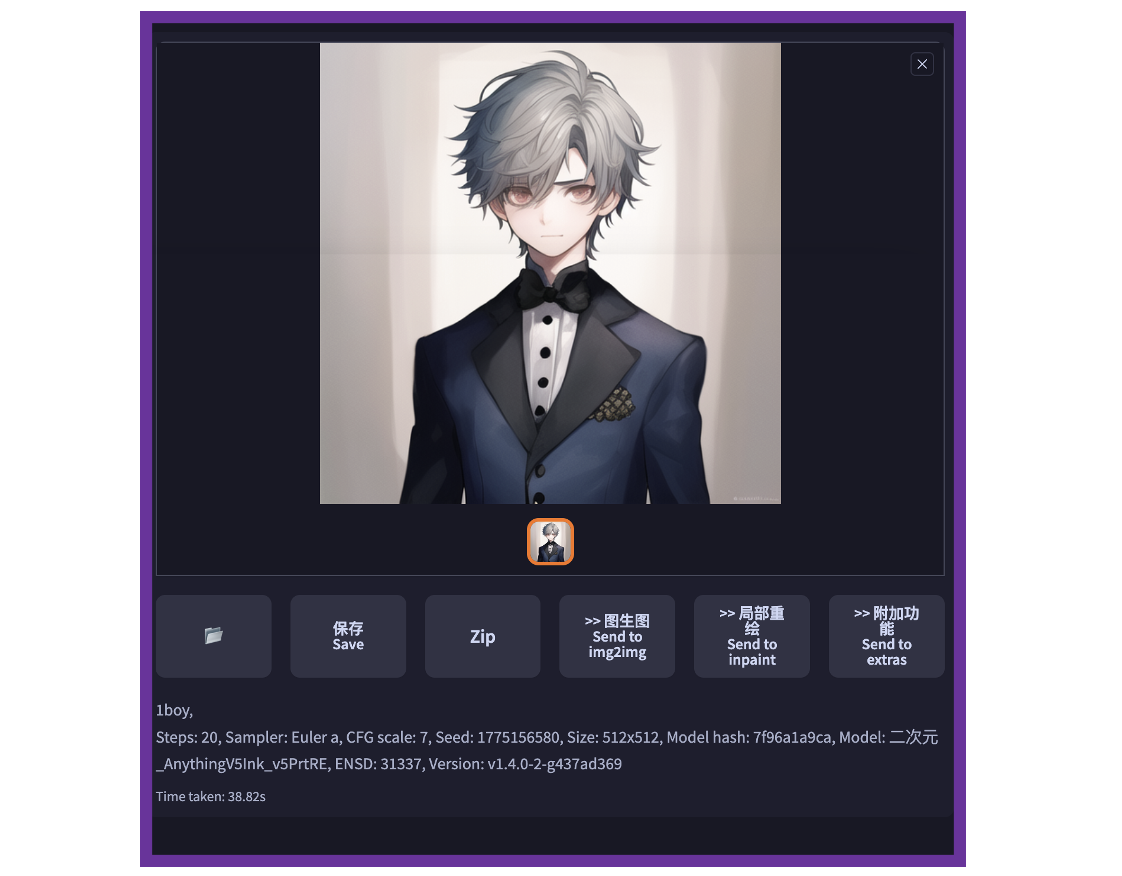 保存
Save
Zip
>> 图生图
Send to
img2img
>> 局部重
绘
Send to
inpaint
>> 附加功
能
Send to
extras
1boy,
Steps: 20, Sampler: Euler a, CFG scale: 7, Seed: 1775156580, Size: 512x512, Model hash: 7f96a1a9ca, Model: 二次元
_AnythingV5Ink_v5PrtRE, ENSD: 31337, Version: v1.4.0-2-g437ad369
Time taken: 38.82s